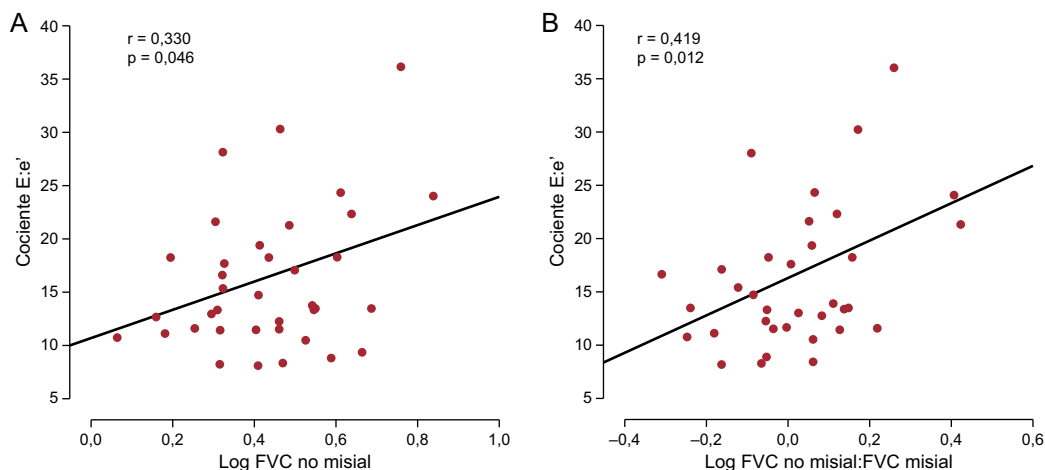 A
r = 0,330
p = 0,046
40
35
30
25
20
15
10
5
Cociente E:e'
0,0 0,2 0,4 0,6 0,8 1,0
Log FVC no misial
B
r = 0,419
p = 0,012
40
35
30
25
20
15
10
5
Cociente E:e'
–0,4 –0,2 0,0 0,2 0,4 0,6
Log FVC no misial:FVC misial